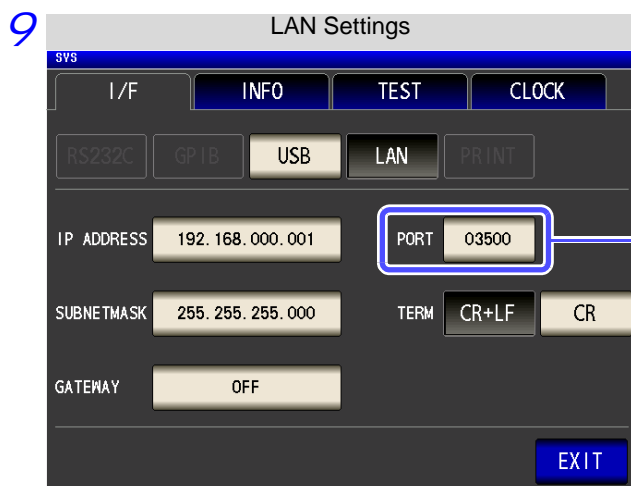 9
LAN Settings
SYS
I/F INFO TEST CLOCK
RS232C GPIB USB LAN PRINT
IP ADDRESS 192.168.000.001 PORT 03500
SUBNETMASK 255.255.255.000 TERM CR+LF CR
GATEWAY OFF
EXIT